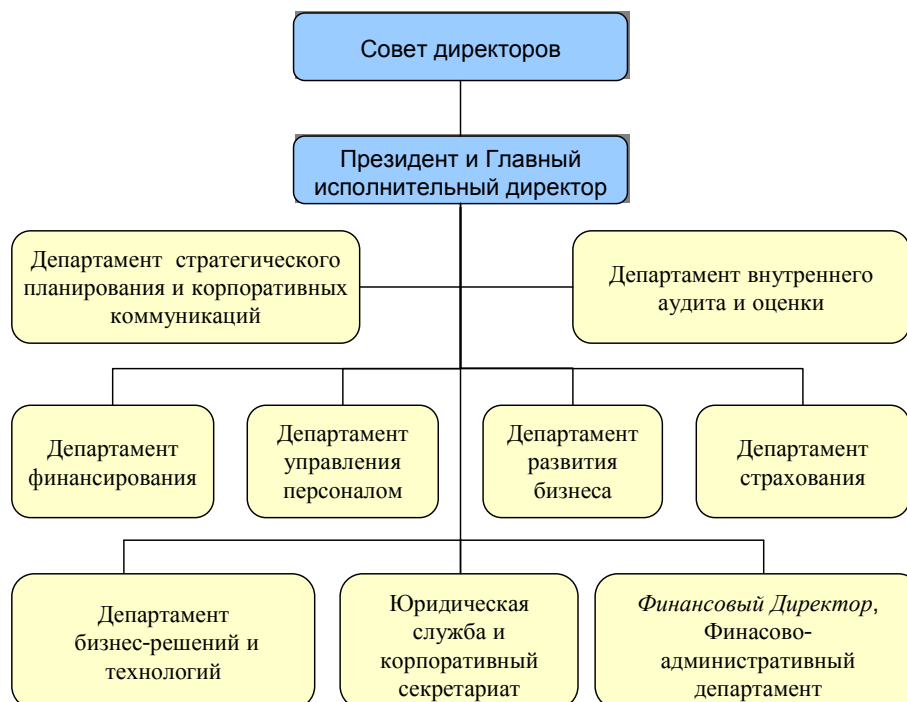 Совет директоров
Президент и Главный
исполнительный директор
Департамент стратегического
планирования и корпоративных
коммуникаций
Департамент внутреннего
аудита и оценки
Департамент
финансирования
Департамент
управления
персоналом
Департамент
развития
бизнеса
Департамент
страхования
Департамент
бизнес-решений и
технологий
Юридическая
служба и
корпоративный
секретариат
Финансовый Директор,
Финасово-
административный
департамент